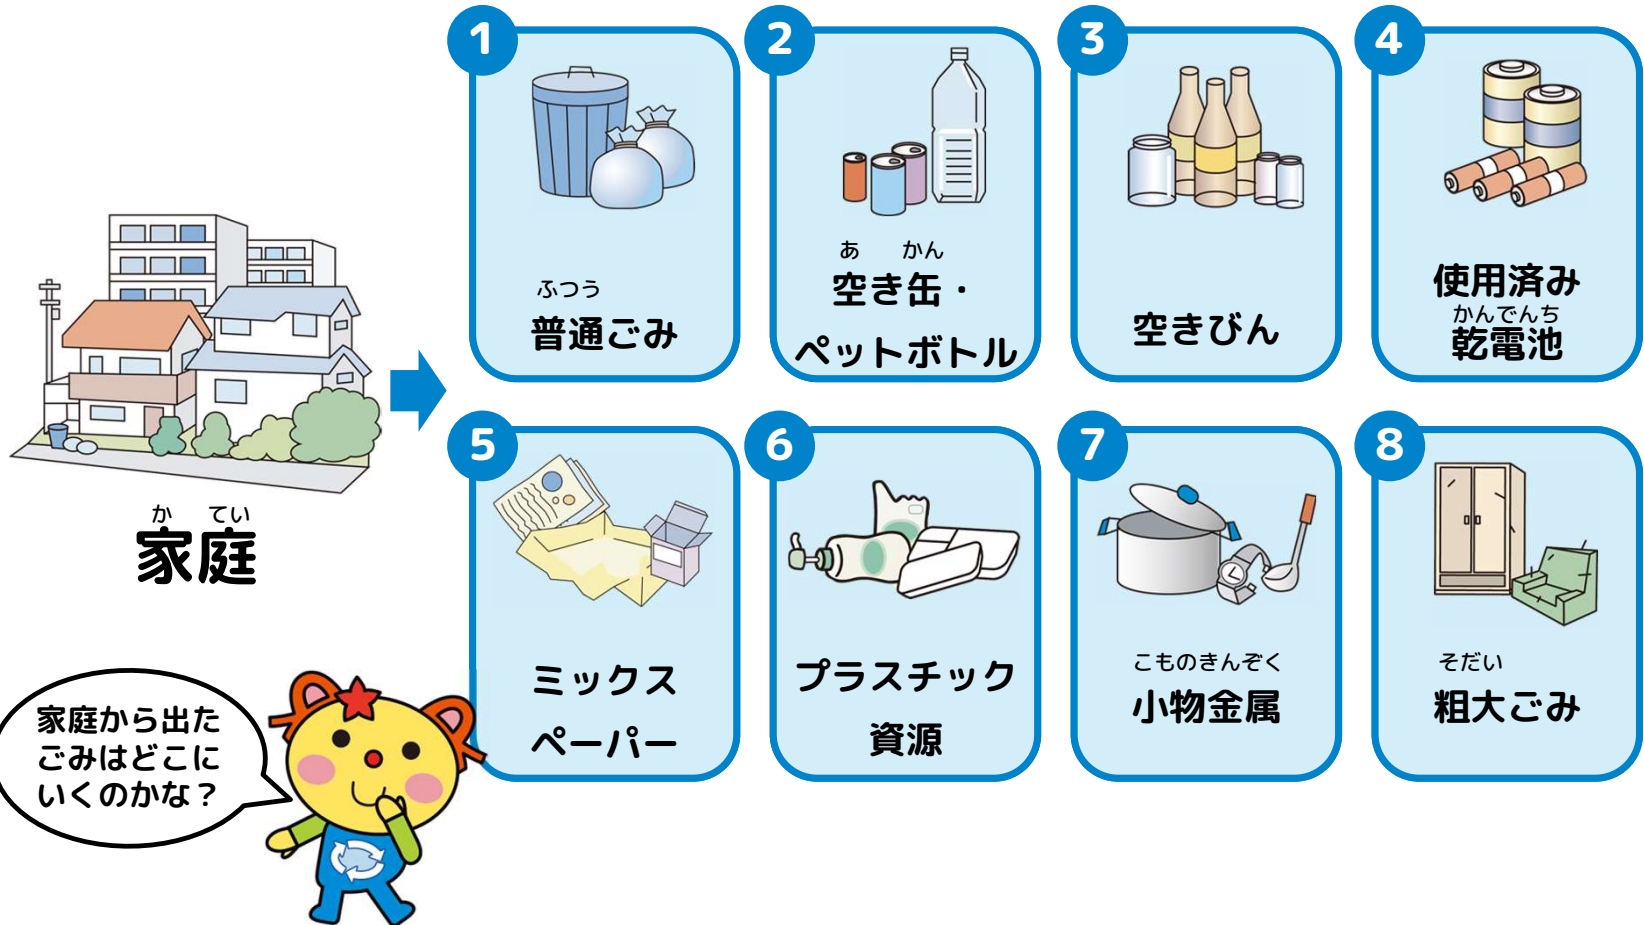 1
ふつう
普通ごみ
2
あ かん
空き缶・
ペットボトル
3
空きびん
4
使用済み
かんでんち
乾電池
か てい
家庭
5
ミックス
ペーパー
6
プラスチック
資源
7
こものきんぞく
小物金属
8
そだい
粗大ごみ
家庭から出た
ごみはどこに
いくのかな？